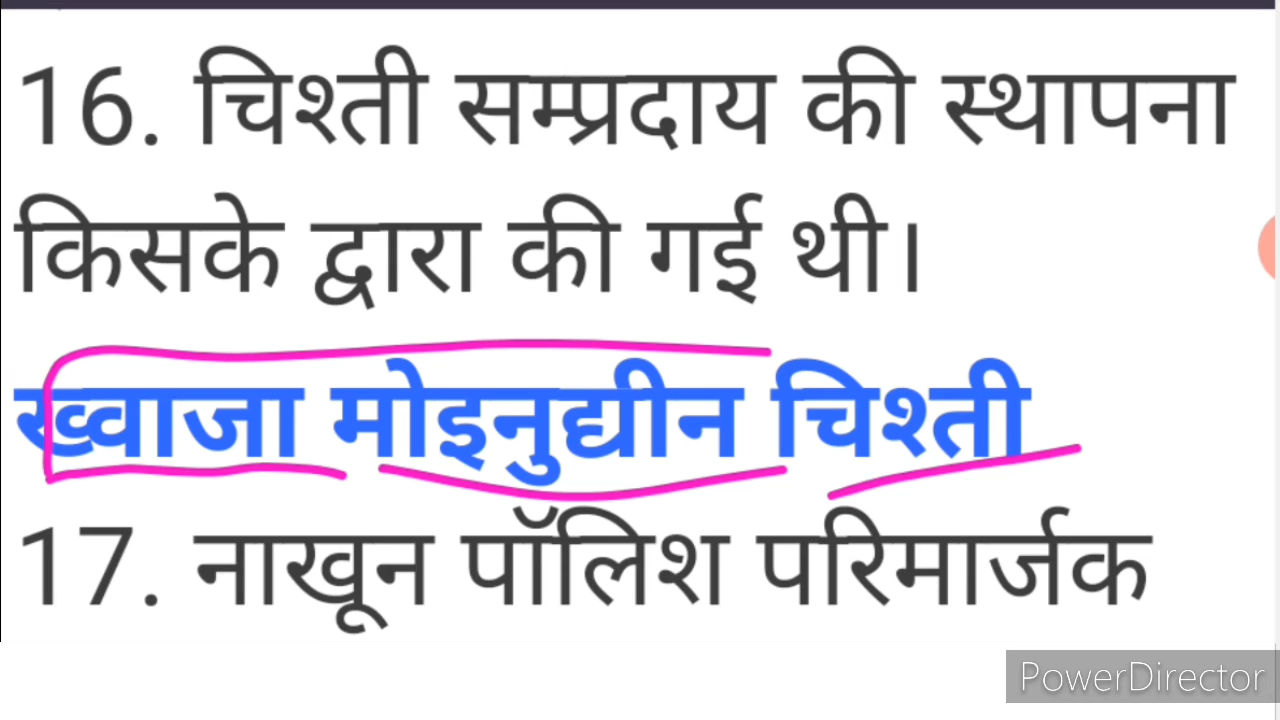 16. चिश्ती सम्प्रदाय की स्थापना
किसके द्वारा की गई थी।
ख्वाजा मोइनुद्यीन चिश्ती
17. नाखून पॉलिश परिमार्जक
PowerDirector